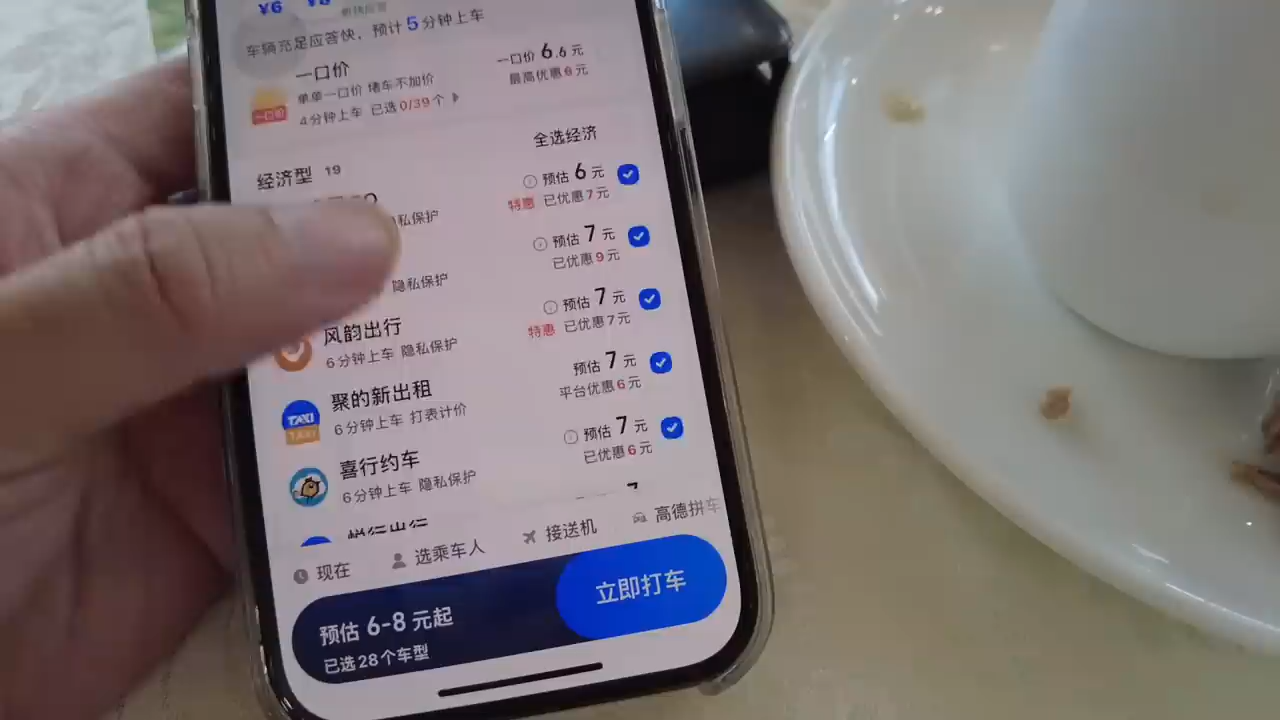 ¥6 ¥8
车辆充足应答快，预计5分钟上车
一口价
一口价 6.6 元
单单一口价 堵车不加价
最高优惠6元
一口价
4分钟上车 已选0/39个
全选经济
经济型 19
预估 6 元
特惠 已优惠7元
私保护
预估 7 元
已优惠9元
隐私保护
预估 7 元
特惠 已优惠7元
风韵出行
6分钟上车 隐私保护
预估 7 元
平台优惠6元
聚的新出租
TAXI
6分钟上车 打表计价
预估 7 元
已优惠6元
喜行约车
6分钟上车 隐私保护
现在
选乘车人
接送机
高德拼车
预估 6-8 元起
已选28个车型
立即打车